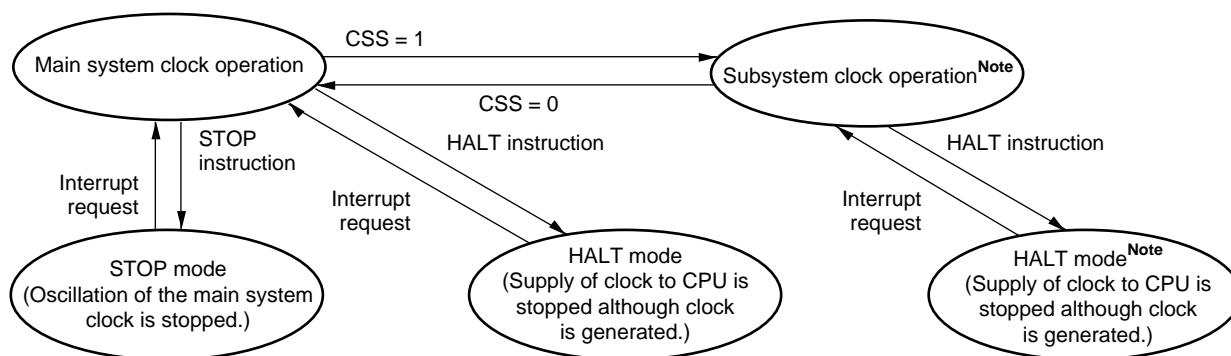 CSS = 1
Main system clock operation
Subsystem clock operationNote
CSS = 0
STOP
instruction
HALT instruction
HALT instruction
Interrupt
request
Interrupt
request
Interrupt
request
STOP mode
(Oscillation of the main system
clock is stopped.)
HALT mode
(Supply of clock to CPU is
stopped although clock
is generated.)
HALT modeNote
(Supply of clock to CPU is
stopped although clock
is generated.)